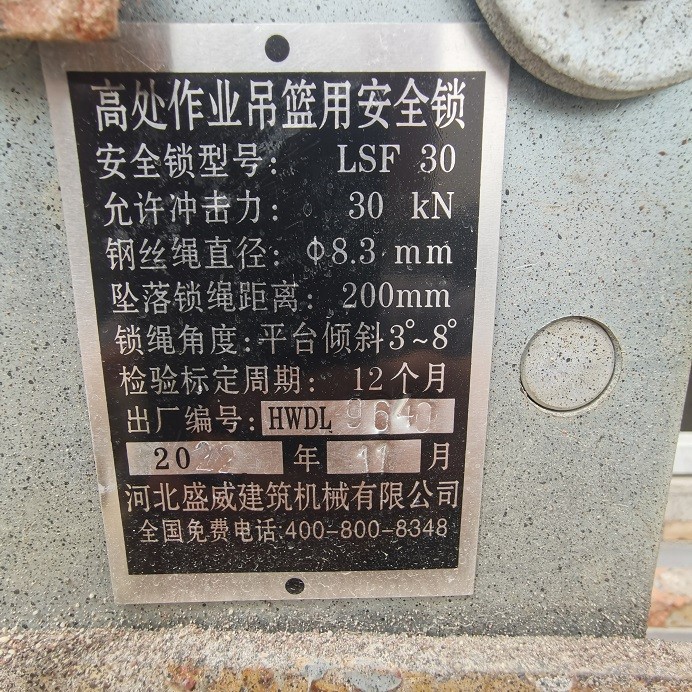 高处作业吊篮用安全锁
安全锁型号: LSF 30
允许冲击力: 30 kN
钢丝绳直径: Φ8.3 mm
坠落锁绳距离: 200mm
锁绳角度:平台倾斜3°~8°
检验标定周期: 12个月
出厂编号: HWDL 9640
2022 年 11 月
河北盛威建筑机械有限公司
全国免费电话:400-800-8348